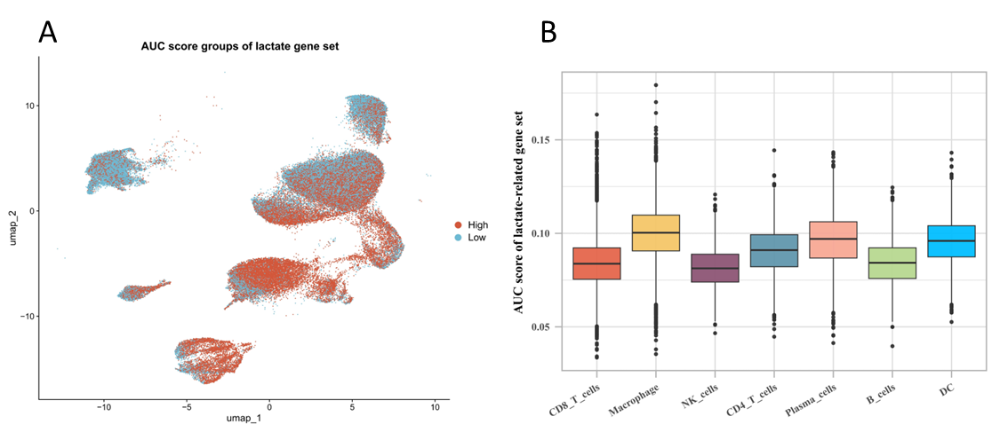 A
B
AUC score groups of lactate gene set
10
0
−10
umap_2
−10
−5
0
5
10
umap_1
High
Low
AUC score of lactate-related gene set
0.15
0.10
0.05
CD8_T_cells
Macrophage
NK_cells
CD4_T_cells
Plasma_cells
B_cells
DC